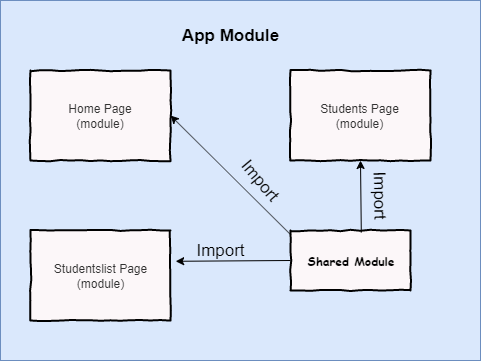 App Module
Home Page
(module)
Students Page
(module)
Import
Import
Studentslist Page
(module)
Import
Shared Module